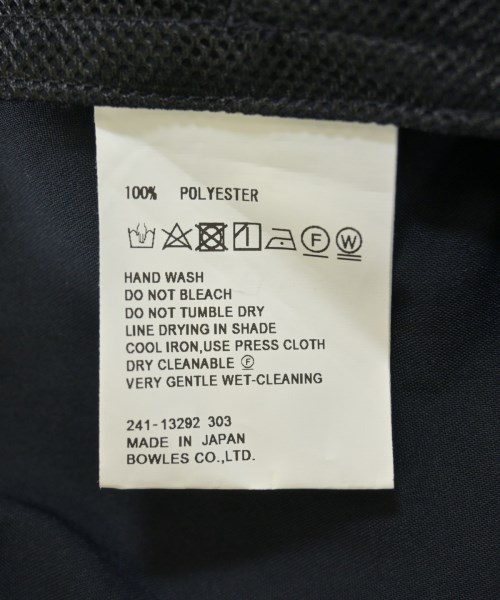 100% POLYESTER
F W
HAND WASH
DO NOT BLEACH
DO NOT TUMBLE DRY
LINE DRYING IN SHADE
COOL IRON,USE PRESS CLOTH
DRY CLEANABLE Ⓕ
VERY GENTLE WET-CLEANING
241-13292 303
MADE IN JAPAN
BOWLES CO.,LTD.